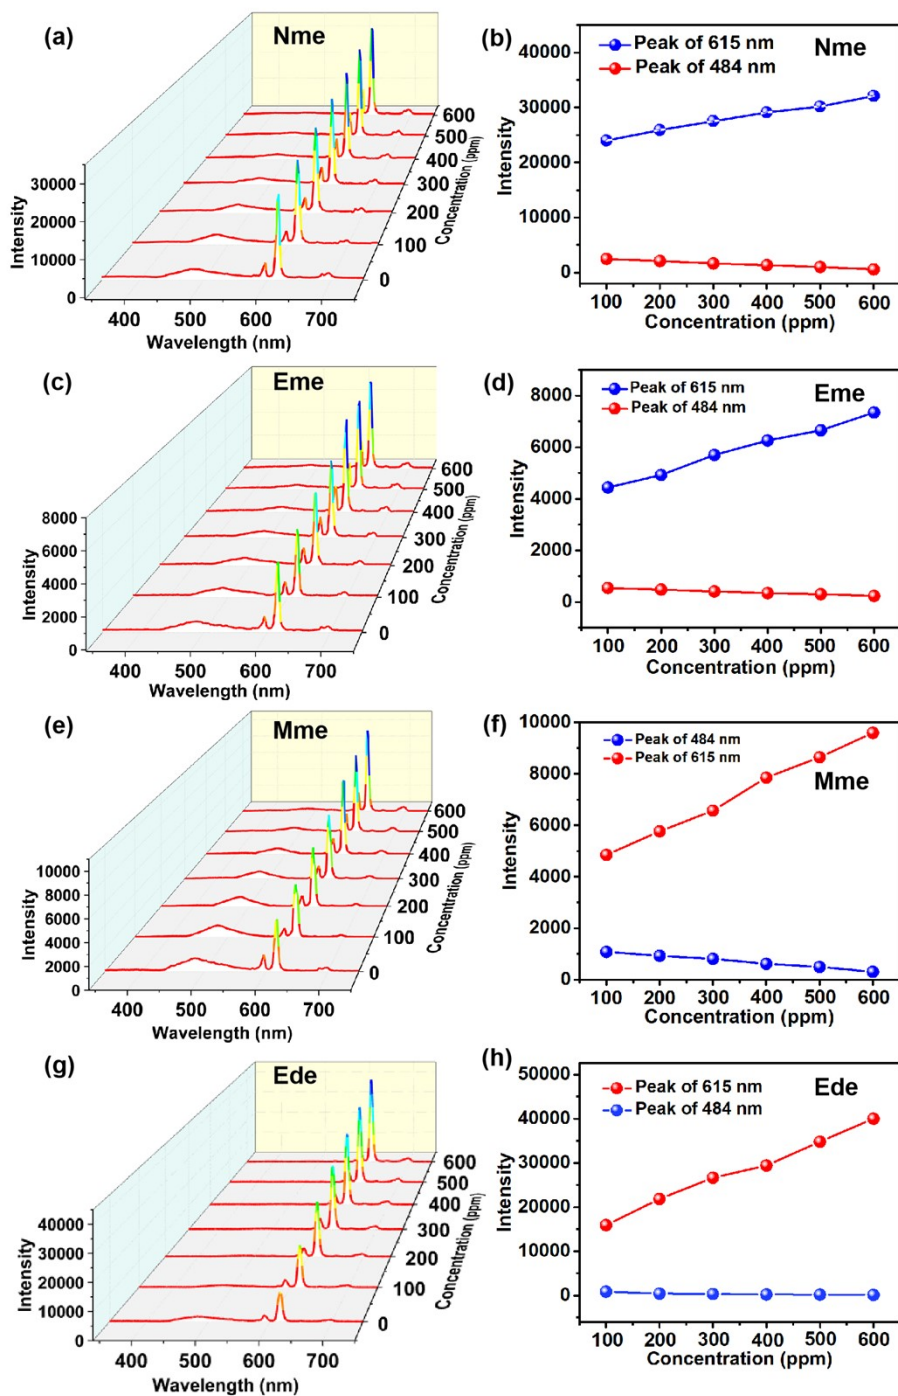 (a)
Nme
Intensity
30000
20000
10000
0
400 500 600 700
Wavelength (nm)
0
100
200
300
400
500
600
Concentration (ppm)
(b)
Peak of 615 nm
Peak of 484 nm
Nme
Intensity
40000
30000
20000
10000
0
100 200 300 400 500 600
Concentration (ppm)
(c)
Eme
Intensity
8000
6000
4000
2000
0
400 500 600 700
Wavelength (nm)
0
100
200
300
400
500
600
Concentration (ppm)
(d)
Peak of 615 nm
Peak of 484 nm
Eme
Intensity
8000
6000
4000
2000
0
100 200 300 400 500 600
Concentration (ppm)
(e)
Mme
Intensity
10000
8000
6000
4000
2000
0
400 500 600 700
Wavelength (nm)
0
100
200
300
400
500
600
Concentration (ppm)
(f)
Peak of 484 nm
Peak of 615 nm
Mme
Intensity
10000
8000
6000
4000
2000
0
100 200 300 400 500 600
Concentration (ppm)
(g)
Ede
Intensity
40000
30000
20000
10000
0
400 500 600 700
Wavelength (nm)
0
100
200
300
400
500
600
Concentration (ppm)
(h)
Peak of 615 nm
Peak of 484 nm
Ede
Intensity
50000
40000
30000
20000
10000
0
100 200 300 400 500 600
Concentration (ppm)